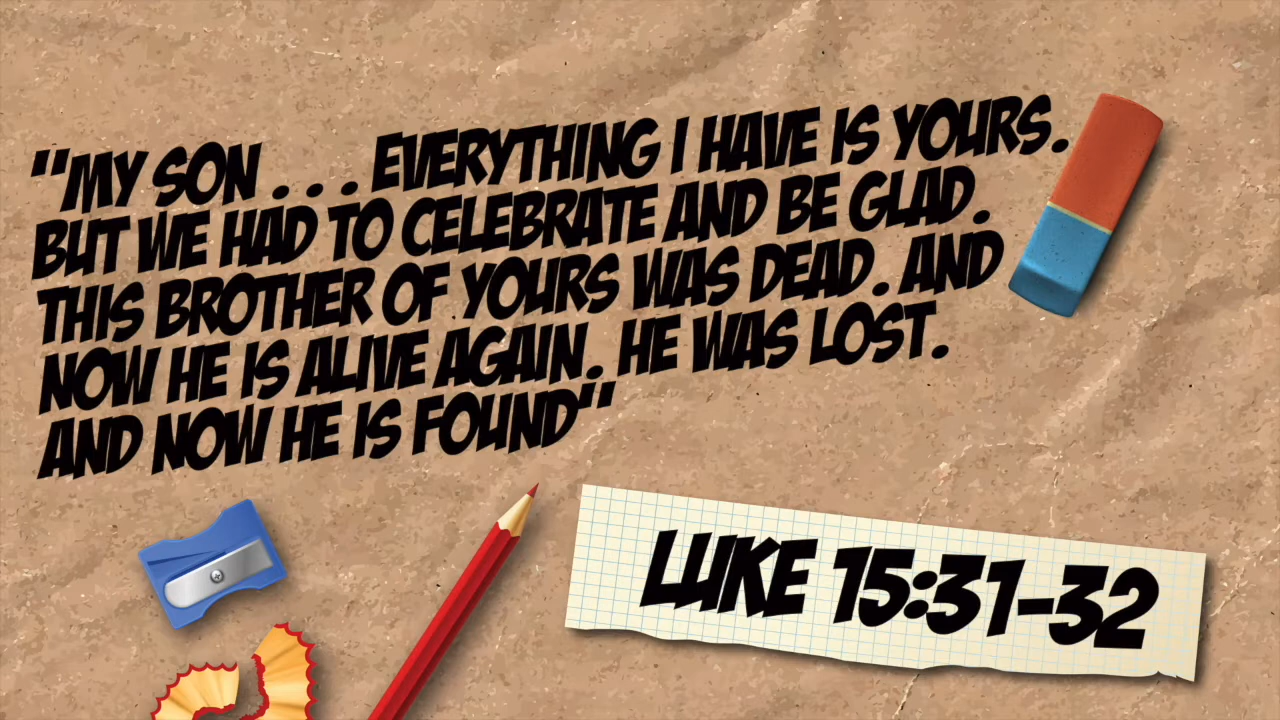 "MY SON . . . EVERYTHING I HAVE IS YOURS.
BUT WE HAD TO CELEBRATE AND BE GLAD.
THIS BROTHER OF YOURS WAS DEAD. AND
NOW HE IS ALIVE AGAIN. HE WAS LOST.
AND NOW HE IS FOUND"
LUKE 15:31-32